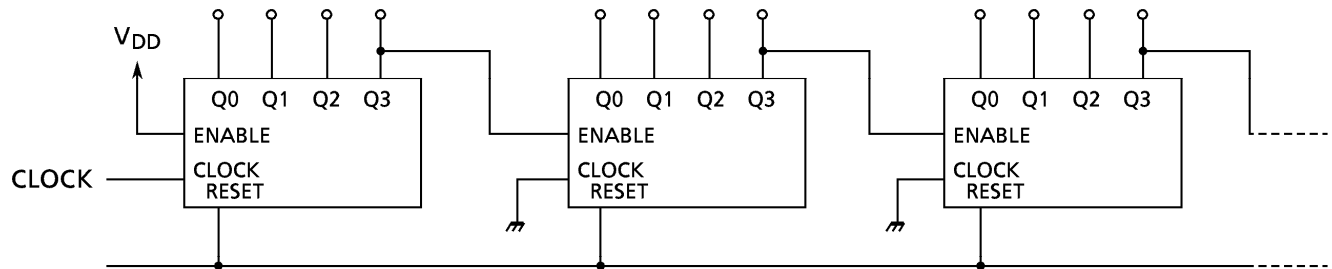 VDD
Q0 Q1 Q2 Q3
ENABLE
CLOCK
RESET
Q0 Q1 Q2 Q3
ENABLE
CLOCK
RESET
Q0 Q1 Q2 Q3
ENABLE
CLOCK
RESET
CLOCK